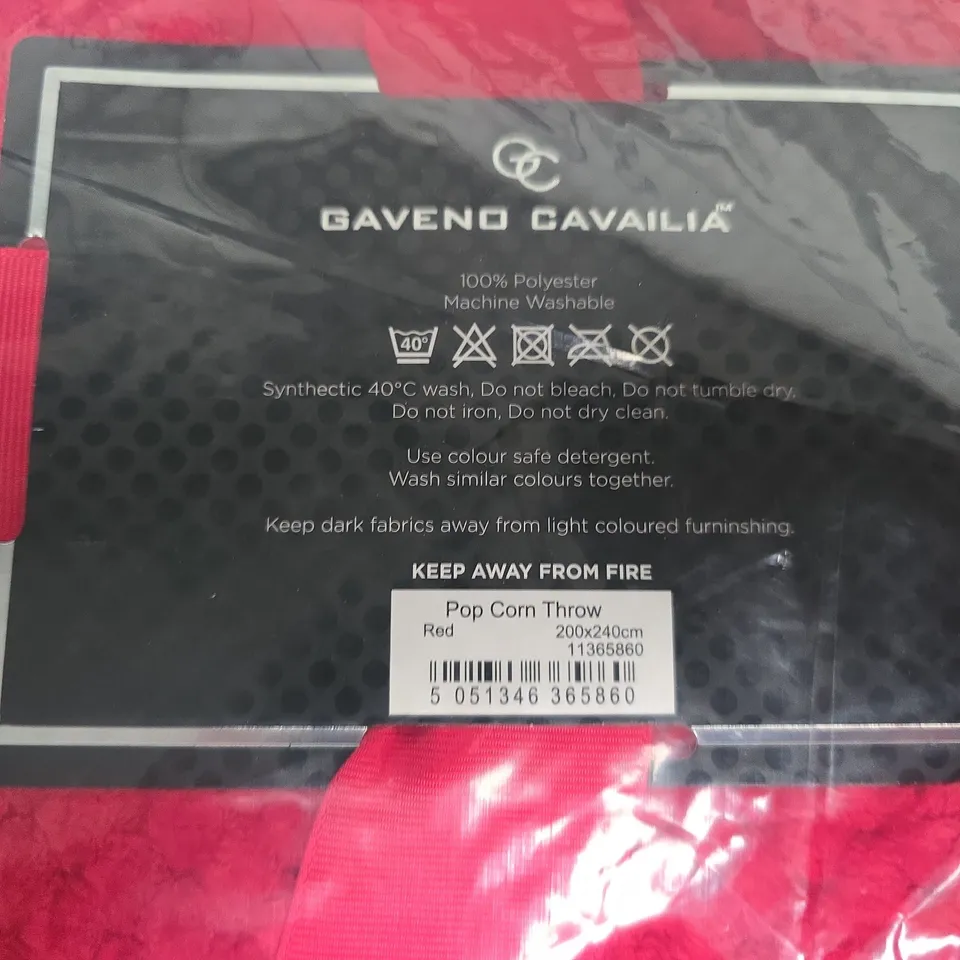 GC
GAVENO CAVAILIA™
100% Polyester
Machine Washable
40°
Synthectic 40°C wash, Do not bleach, Do not tumble dry,
Do not iron, Do not dry clean.
Use colour safe detergent.
Wash similar colours together.
Keep dark fabrics away from light coloured furninshing.
KEEP AWAY FROM FIRE
Pop Corn Throw
Red 200x240cm
11365860
5 051346 365860